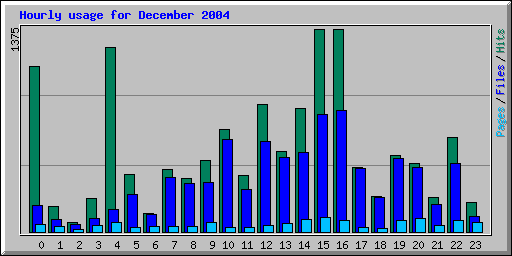 Hourly usage for December 2004
1375
Pages / Files / Hits
0 1 2 3 4 5 6 7 8 9 10 11 12 13 14 15 16 17 18 19 20 21 22 23